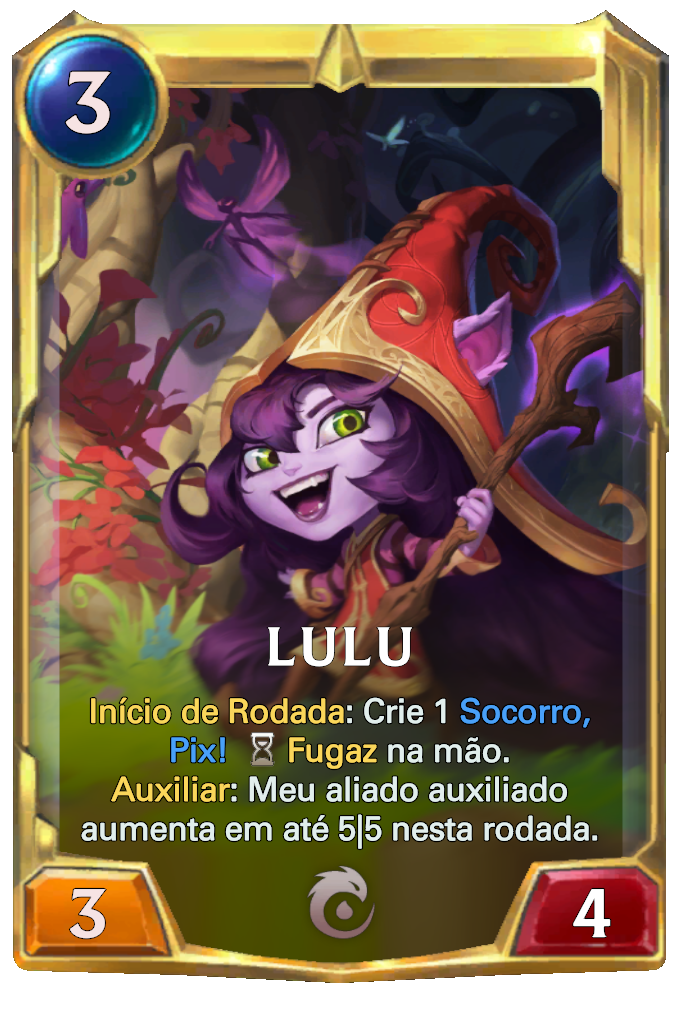 3
LULU
Início de Rodada: Crie 1 Socorro,
Pix! Fugaz na mão.
Auxiliar: Meu aliado auxiliado
aumenta em até 5|5 nesta rodada.
3
4